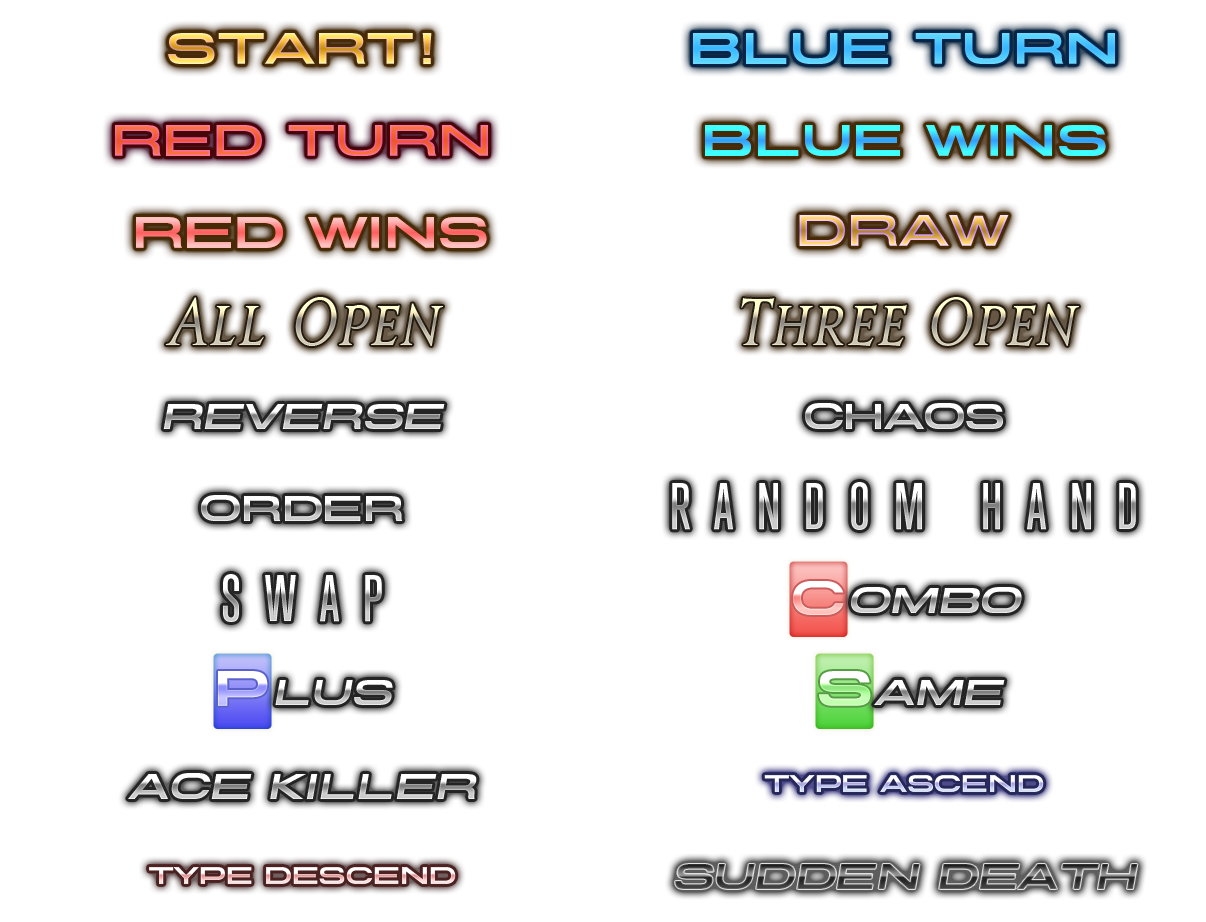 START!
BLUE TURN
RED TURN
BLUE WINS
RED WINS
DRAW
ALL OPEN
THREE OPEN
REVERSE
CHAOS
ORDER
RANDOM HAND
SWAP
COMBO
PLUS
SAME
ACE KILLER
TYPE ASCEND
TYPE DESCEND
SUDDEN DEATH